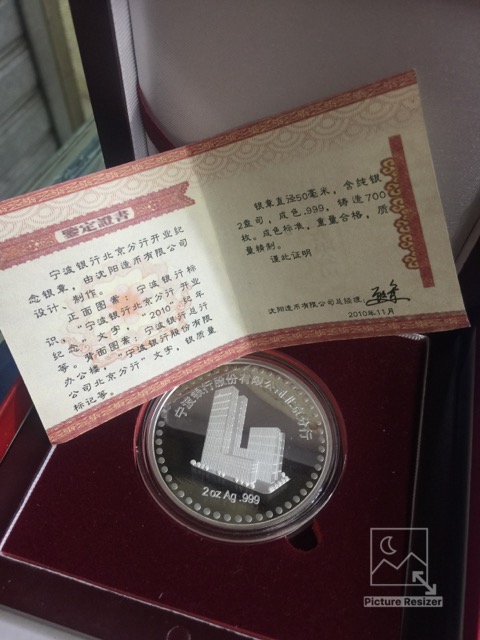 鉴定證書
宁波银行北京分行开业纪
念银章，由沈阳造币有限公司
设计、制作。
正面图案：宁波银行标
识，“宁波银行北京分行开业
纪念”文字，“2010”纪年
等。背面图案：宁波银行总行
办公楼，“宁波银行股份有限
公司北京分行”文字，银质量
标记等。
银章直径50毫米，含纯银
2盎司，成色.999，铸造700
枚。成色标准，重量合格，质
量精制。
道此证明
沈阳造币有限公司总经理：
2010年11月
宁波银行股份有限公司北京分行
2oz Ag .999
Picture Resizer